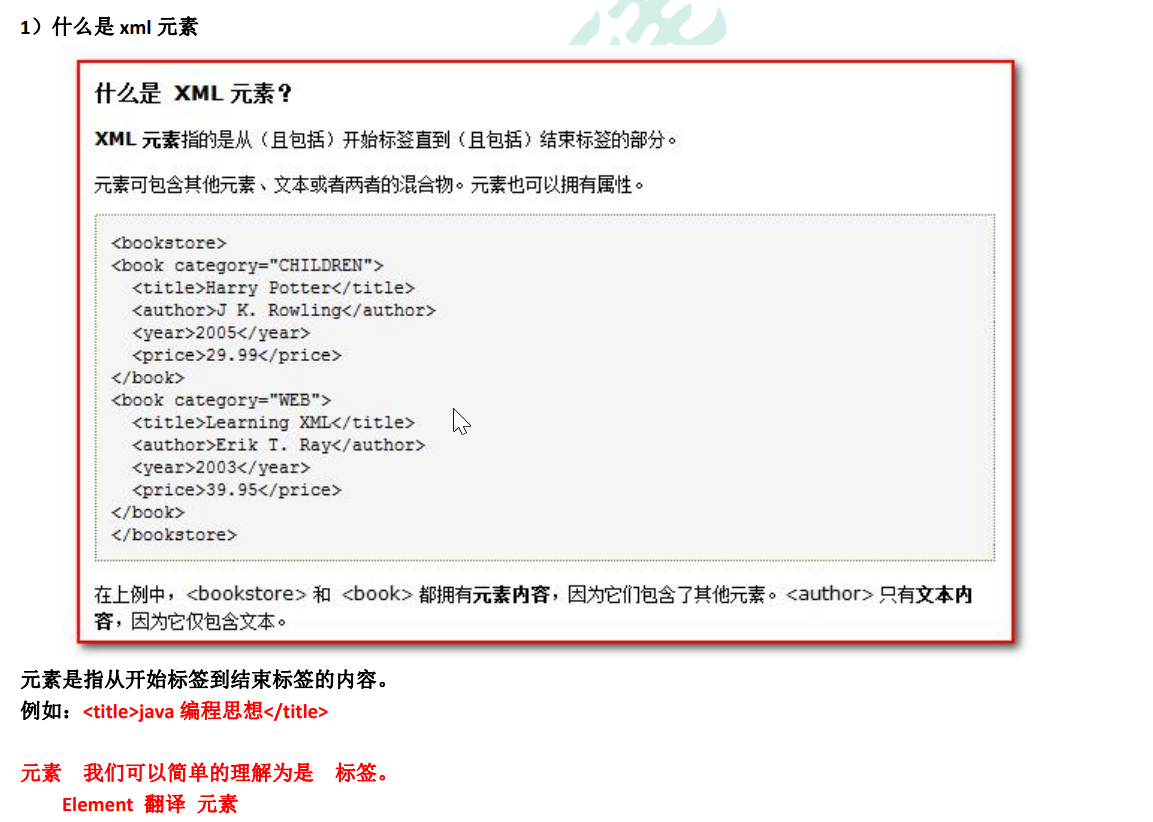 1）什么是 xml 元素
什么是 XML 元素？
XML 元素指的是从（且包括）开始标签直到（且包括）结束标签的部分。
元素可包含其他元素、文本或者两者的混合物。元素也可以拥有属性。
<bookstore>
<book category="CHILDREN">
  <title>Harry Potter</title>
  <author>J K. Rowling</author>
  <year>2005</year>
  <price>29.99</price>
</book>
<book category="WEB">
  <title>Learning XML</title>
  <author>Erik T. Ray</author>
  <year>2003</year>
  <price>39.95</price>
</book>
</bookstore>
在上例中，<bookstore> 和 <book> 都拥有元素内容，因为它们包含了其他元素。<author> 只有文本内
容，因为它仅包含文本。
元素是指从开始标签到结束标签的内容。
例如：<title>java 编程思想</title>
元素 我们可以简单的理解为是 标签。
Element 翻译 元素